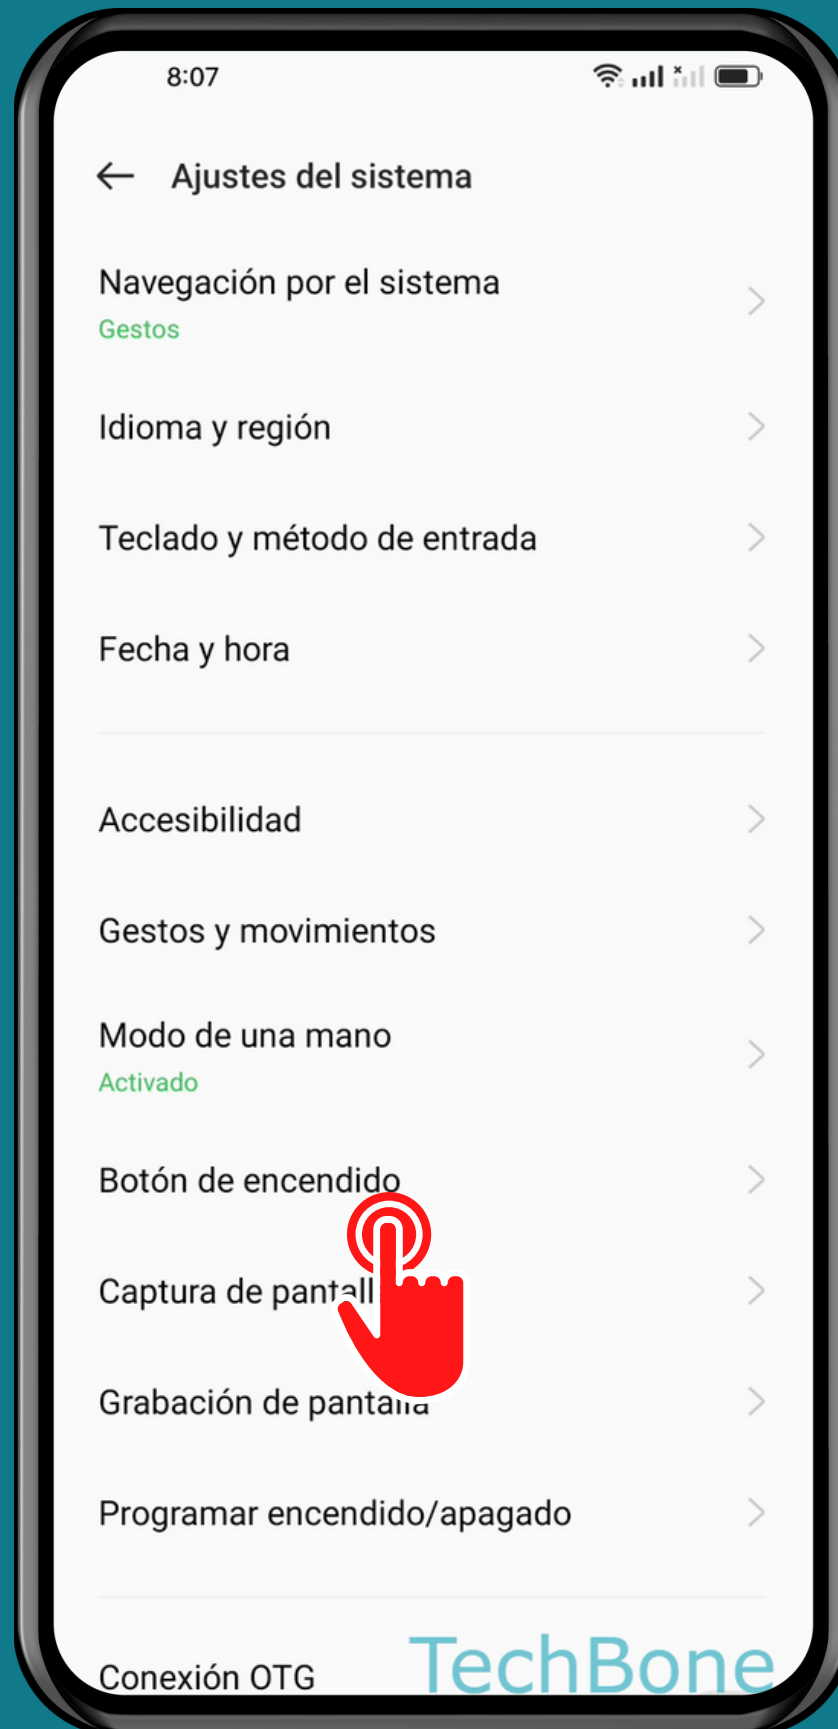 8:07
Ajustes del sistema
Navegación por el sistema
Gestos
Idioma y región
Teclado y método de entrada
Fecha y hora
Accesibilidad
Gestos y movimientos
Modo de una mano
Activado
Botón de encendido
Captura de pantall
Grabación de pantalla
Programar encendido/apagado
Conexión OTG
TechBone